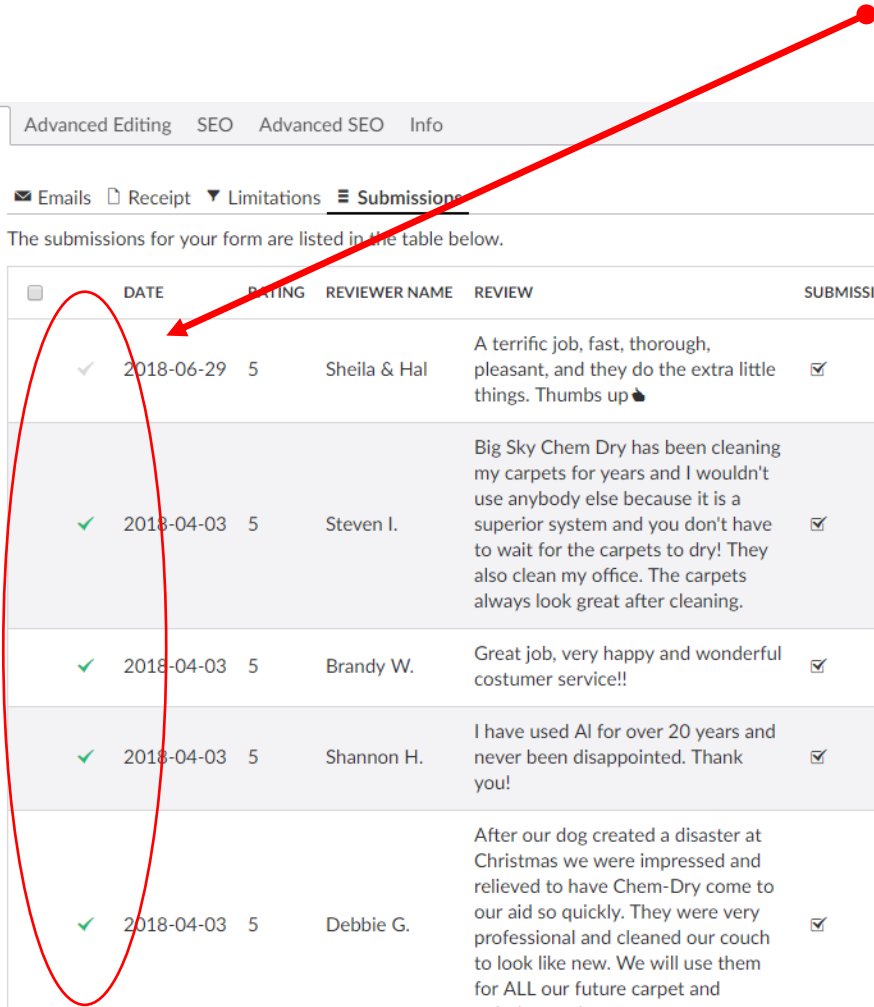 Advanced Editing SEO Advanced SEO Info
Emails Receipt Limitations Submissions
The submissions for your form are listed in the table below.
DATE RATING REVIEWER NAME REVIEW SUBMISSI
A terrific job, fast, thorough,
2018-06-29 5 Sheila & Hal pleasant, and they do the extra little
things. Thumbs up
Big Sky Chem Dry has been cleaning
my carpets for years and I wouldn't
use anybody else because it is a
2018-04-03 5 Steven I. superior system and you don't have
to wait for the carpets to dry! They
also clean my office. The carpets
always look great after cleaning.
2018-04-03 5 Brandy W. Great job, very happy and wonderful
costumer service!!
I have used Al for over 20 years and
2018-04-03 5 Shannon H. never been disappointed. Thank
you!
After our dog created a disaster at
Christmas we were impressed and
relieved to have Chem-Dry come to
our aid so quickly. They were very
2018-04-03 5 Debbie G. professional and cleaned our couch
to look like new. We will use them
for ALL our future carpet and